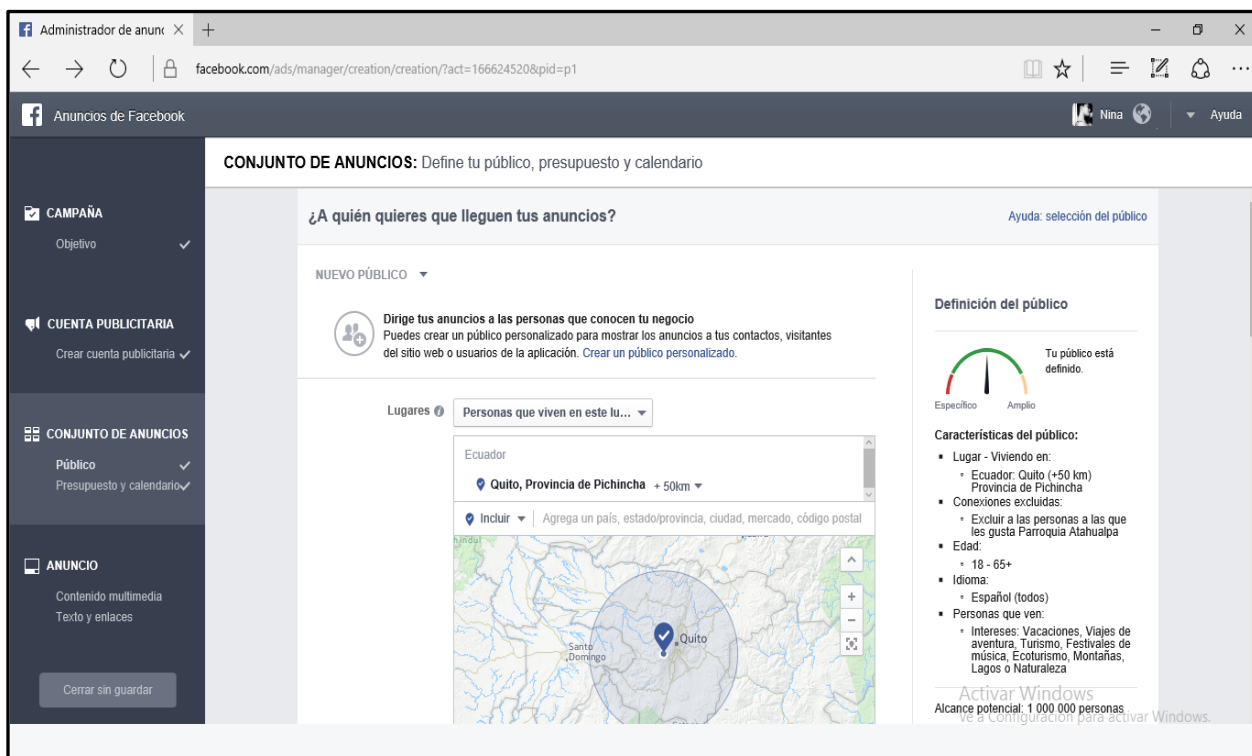 Administrador de anunc
facebook.com/ads/manager/creation/creation/?act=166624520&pid=p1
Anuncios de Facebook
Nina
Ayuda
CONJUNTO DE ANUNCIOS: Define tu público, presupuesto y calendario
CAMPAÑA
Objetivo
CUENTA PUBLICITARIA
Crear cuenta publicitaria
CONJUNTO DE ANUNCIOS
Público
Presupuesto y calendario
ANUNCIO
Contenido multimedia
Texto y enlaces
Cerrar sin guardar
¿A quién quieres que lleguen tus anuncios?
Ayuda: selección del público
NUEVO PÚBLICO
Dirige tus anuncios a las personas que conocen tu negocio
Puedes crear un público personalizado para mostrar los anuncios a tus contactos, visitantes
del sitio web o usuarios de la aplicación. Crear un público personalizado.
Lugares
Personas que viven en este lu...
Ecuador
Quito, Provincia de Pichincha + 50km
Incluir
Agrega un país, estado/provincia, ciudad, mercado, código postal
Quito
Santo
Domingo
Definición del público
Tu público está
definido.
Específico
Amplio
Características del público:
Lugar - Viviendo en:
Ecuador: Quito (+50 km)
Provincia de Pichincha
Conexiones excluidas:
Excluir a las personas a las que
les gusta Parroquia Atahualpa
Edad:
18 - 65+
Idioma:
Español (todos)
Personas que ven:
Intereses: Vacaciones, Viajes de
aventura, Turismo, Festivales de
música, Ecoturismo, Montañas,
Lagos o Naturaleza
Alcance potencial: 1 000 000 personas
Activar Windows
Ve a Configuración para activar Windows.